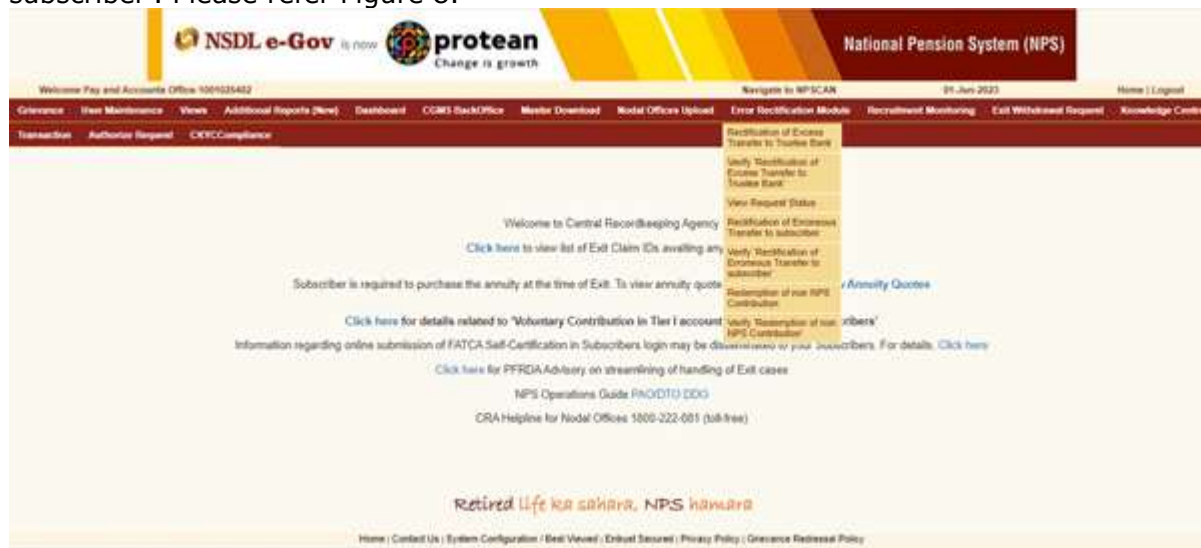 subscriber'. Please refer Figure 6.
NSDL e-Gov is now protean
Change is growth
National Pension System (NPS)
Welcome Pay and Accounts Office 1001025402
Navigate to NPSCAN
01-Jun-2023
Home | Logout
Grievance User Maintenance Views Additional Reports (New) Dashboard CGMS BackOffice Master Download Nodal Offices Upload Error Rectification Module Recruitment Monitoring Exit Withdrawal Request Knowledge Cent
Transaction Authorize Request CKYCCompliance
Rectification of Excess
Transfer to Trustee Bank
Verify 'Rectification of
Excess Transfer to
Trustee Bank'
View Request Status
Rectification of Erroneous
Transfer to subscriber
Verify 'Rectification of
Erroneous Transfer to
subscriber'
Redemption of non NPS
Contribution
Verify 'Redemption of non
NPS Contribution'
Welcome to Central Recordkeeping Agency
Click here to view list of Exit Claim IDs awaiting any
Subscriber is required to purchase the annuity at the time of Exit. To view annuity quote Annuity Quotes
Click here for details related to 'Voluntary Contribution in Tier I account ribers'
Information regarding online submission of FATCA Self-Certification in Subscribers login may be disseminated to your Subscribers. For details. Click here
Click here for PFRDA Advisory on streamlining of handling of Exit cases
NPS Operations Guide PAO/DTO DDO
CRA Helpline for Nodal Offices 1800-222-081 (toll-free)
Retired life ka sahara, NPS hamara
Home | Contact Us | System Configuration / Best Viewed | Entrust Secured | Privacy Policy | Grievance Redressal Policy